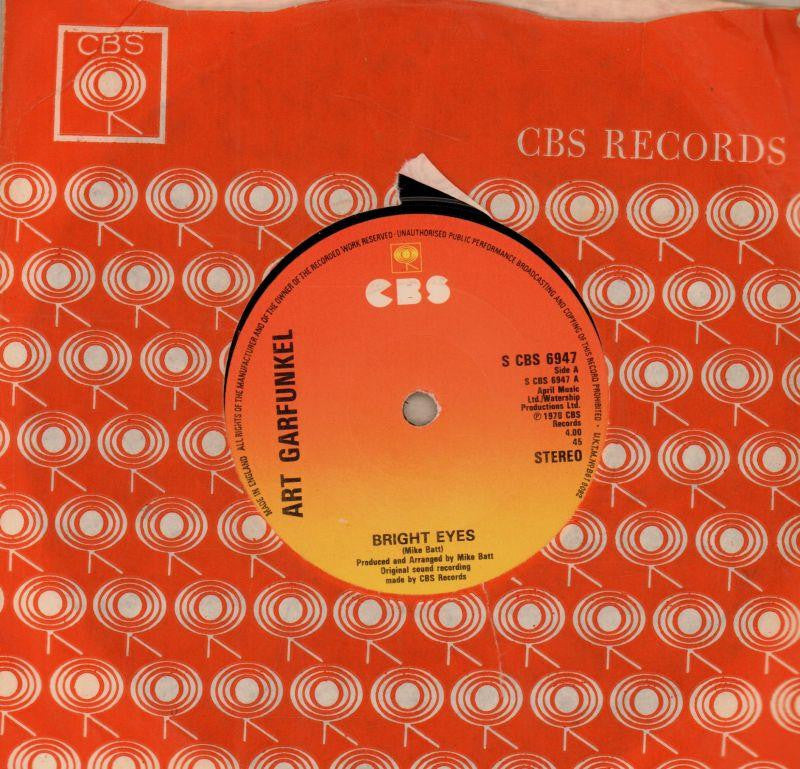 CBS
CBS RECORDS
ALL RIGHTS OF THE MANUFACTURER AND OF THE OWNER OF THE RECORDED WORK RESERVED · UNAUTHORISED PUBLIC PERFORMANCE BROADCASTING AND COPYING OF THIS RECORD PROHIBITED ·
MADE IN ENGLAND
CBS
ART GARFUNKEL
S CBS 6947
Side A
S CBS 6947 A
April Music
Ltd./Watership
Productions Ltd.
℗ 1978 CBS
Records
4.00
45
STEREO
BRIGHT EYES
(Mike Batt)
Produced and Arranged by Mike Batt
Original sound recording
made by CBS Records